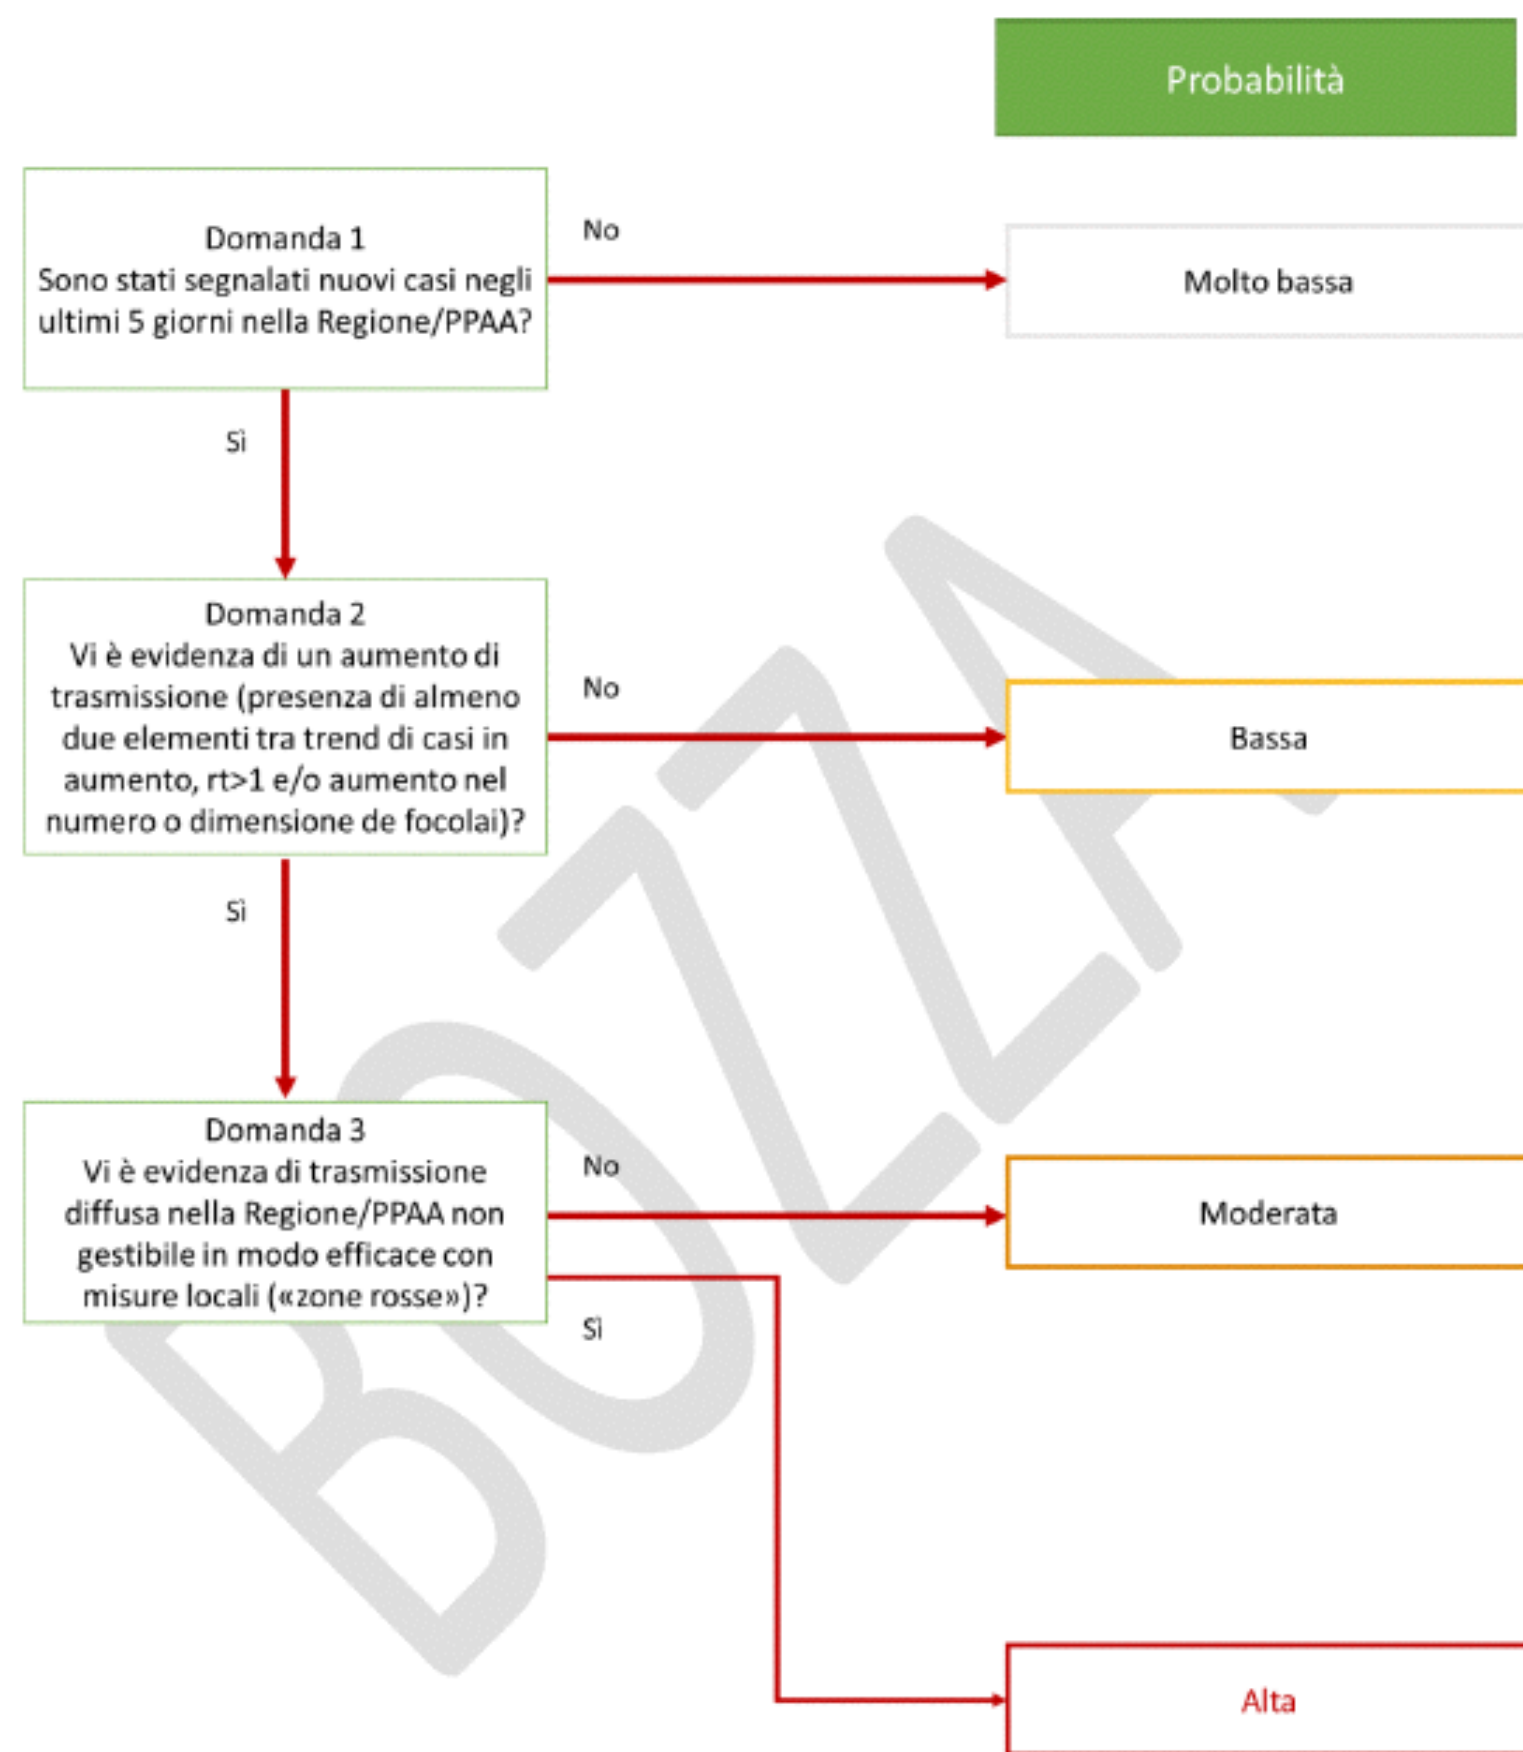 Probabilità
Domanda 1
Sono stati segnalati nuovi casi negli
ultimi 5 giorni nella Regione/PPAA?
No
Molto bassa
Sì
Domanda 2
Vi è evidenza di un aumento di
trasmissione (presenza di almeno
due elementi tra trend di casi in
aumento, rt>1 e/o aumento nel
numero o dimensione de focolai)?
No
Bassa
Sì
Domanda 3
Vi è evidenza di trasmissione
diffusa nella Regione/PPAA non
gestibile in modo efficace con
misure locali («zone rosse»)?
No
Moderata
Sì
Alta
BOZZA